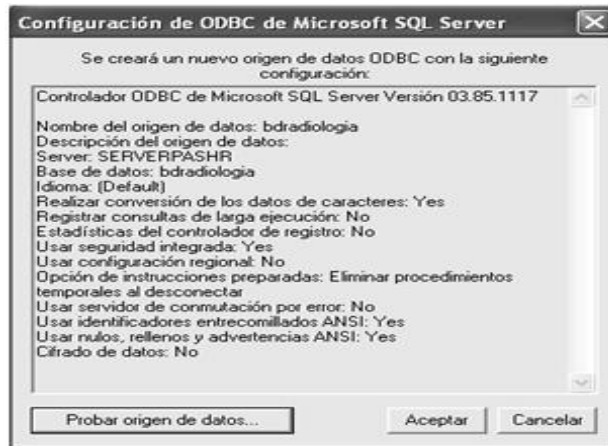 Configuración de ODBC de Microsoft SQL Server
Se creará un nuevo origen de datos ODBC con la siguiente
configuración:
Controlador ODBC de Microsoft SQL Server Versión 03.85.1117
Nombre del origen de datos: bdradiologia
Descripción del origen de datos:
Server: SERVERPASHR
Base de datos: bdradiologia
Idioma: (Default)
Realizar conversión de los datos de caracteres: Yes
Registrar consultas de larga ejecución: No
Estadísticas del controlador de registro: No
Usar seguridad integrada: Yes
Usar configuración regional: No
Opción de instrucciones preparadas: Eliminar procedimientos
temporales al desconectar
Usar servidor de conmutación por error: No
Usar identificadores entrecomillados ANSI: Yes
Usar nulos, rellenos y advertencias ANSI: Yes
Cifrado de datos: No
Probar origen de datos... Aceptar Cancelar